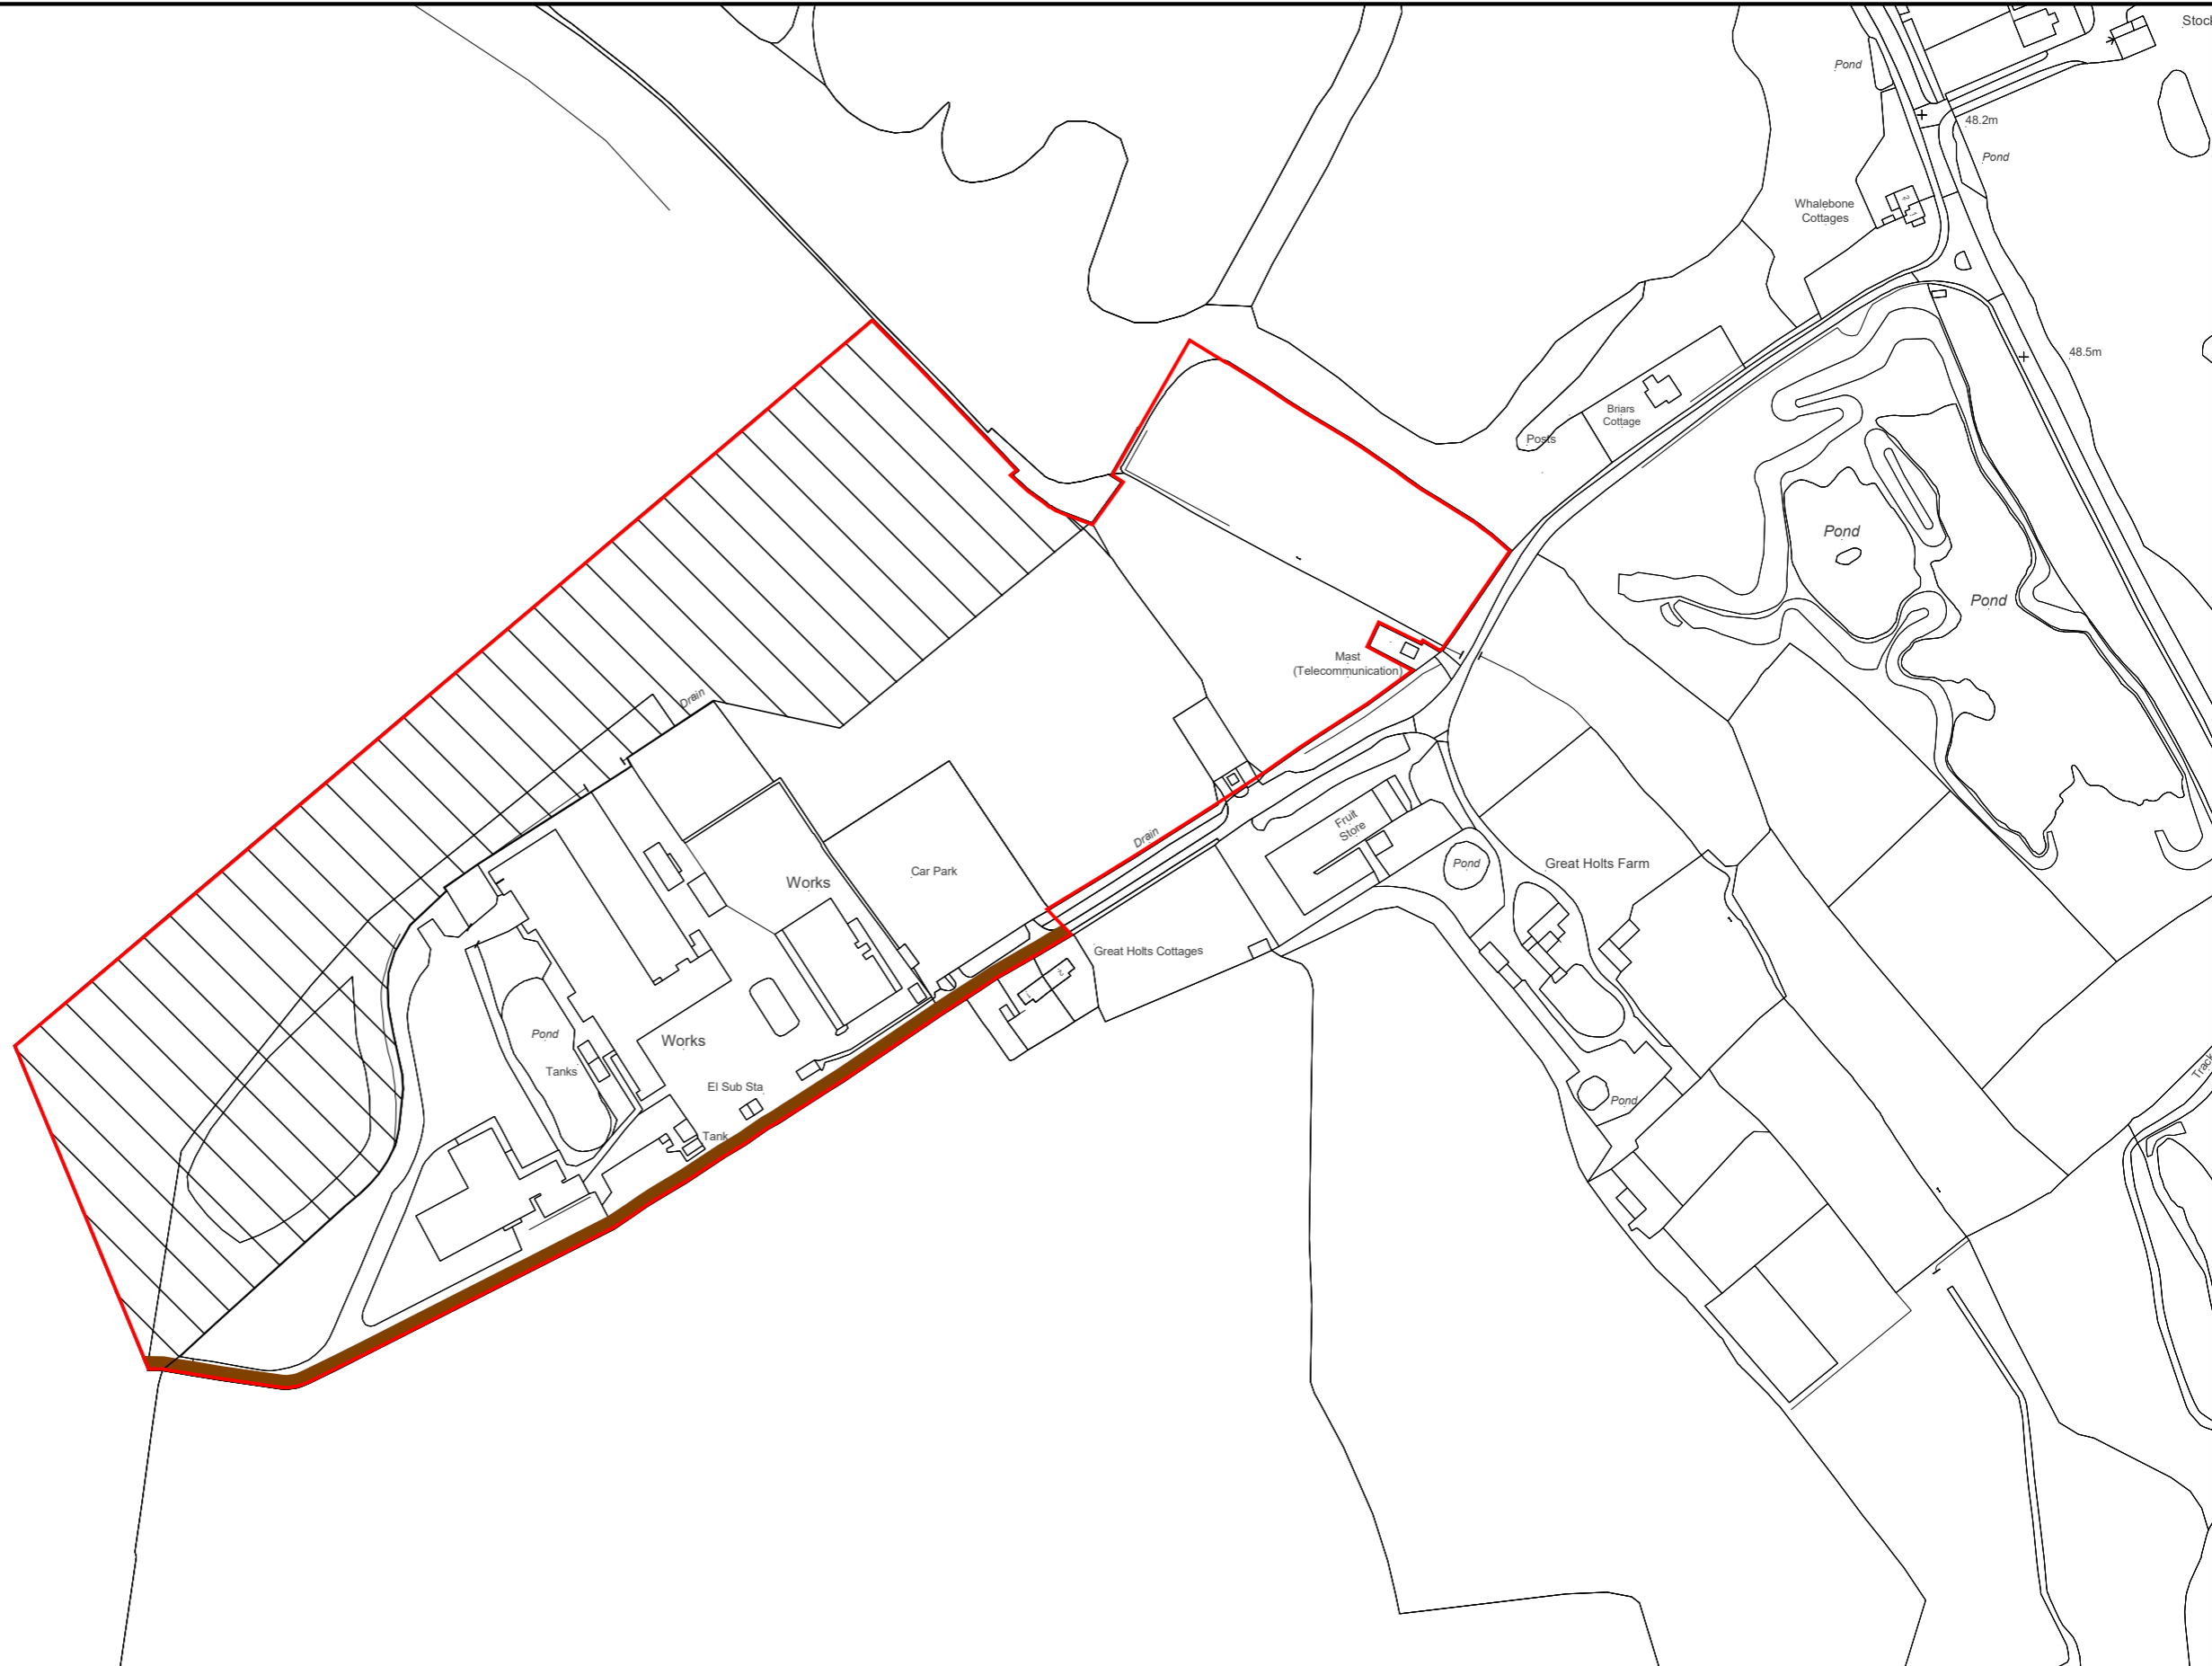 Stock
Pond
48.2m
Pond
Whalebone
Cottages
48.5m
Briars
Cottage
Posts
Pond
Pond
Mast
(Telecommunication)
Drain
Drain
Fruit
Store
Pond
Great Holts Farm
Car Park
Works
Great Holts Cottages
Pond
Works
Tanks
El Sub Sta
Tank
Pond
Track